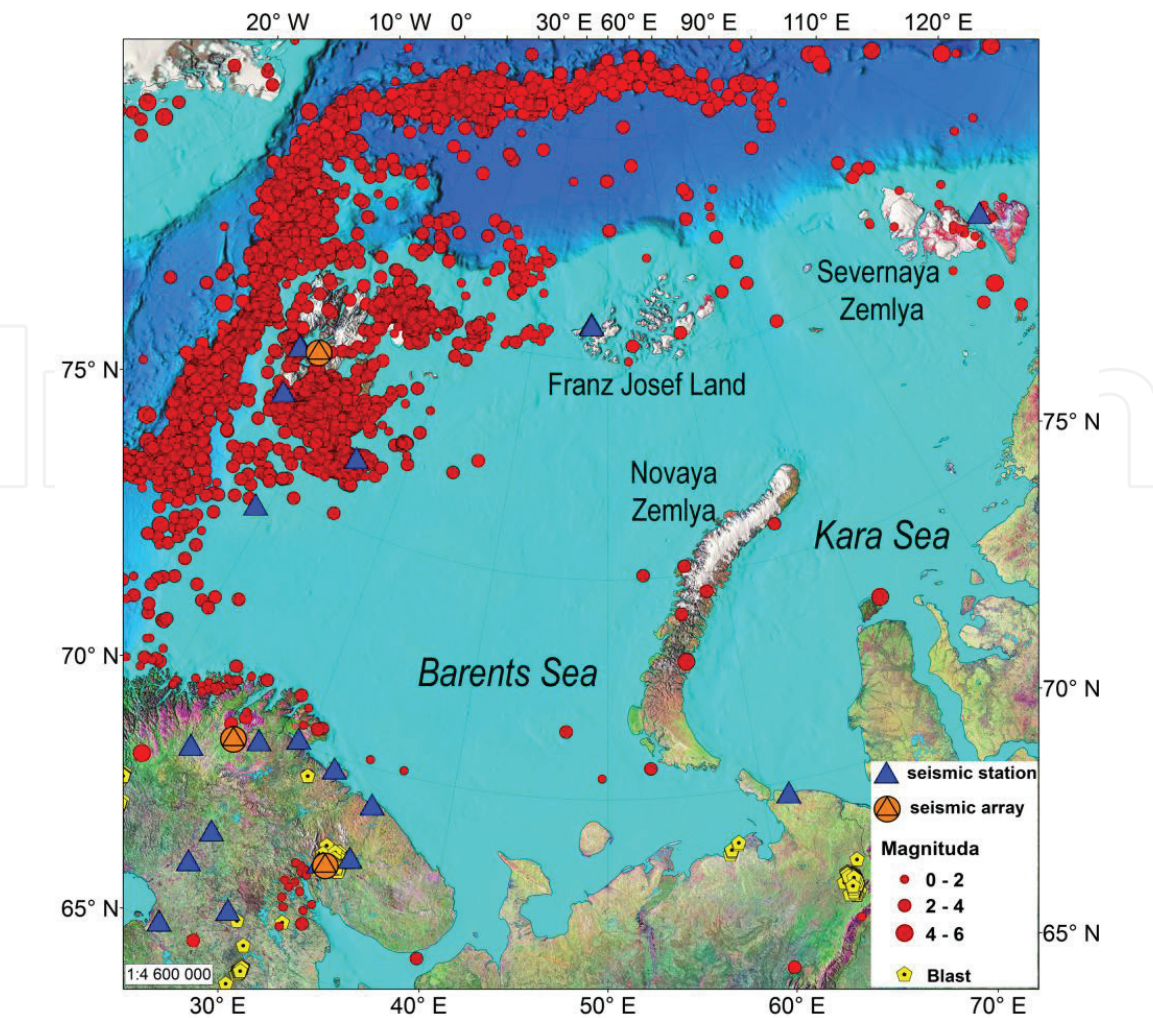 20° W 10° W 0° 30° E 60° E 90° E 110° E 120° E
Severnaya
Zemlya
75° N
Franz Josef Land
75° N
Novaya
Zemlya
Kara Sea
70° N
Barents Sea
70° N
seismic station
seismic array
Magnituda
0 - 2
2 - 4
4 - 6
Blast
65° N
65° N
1:4 600 000
30° E 40° E 50° E 60° E 70° E